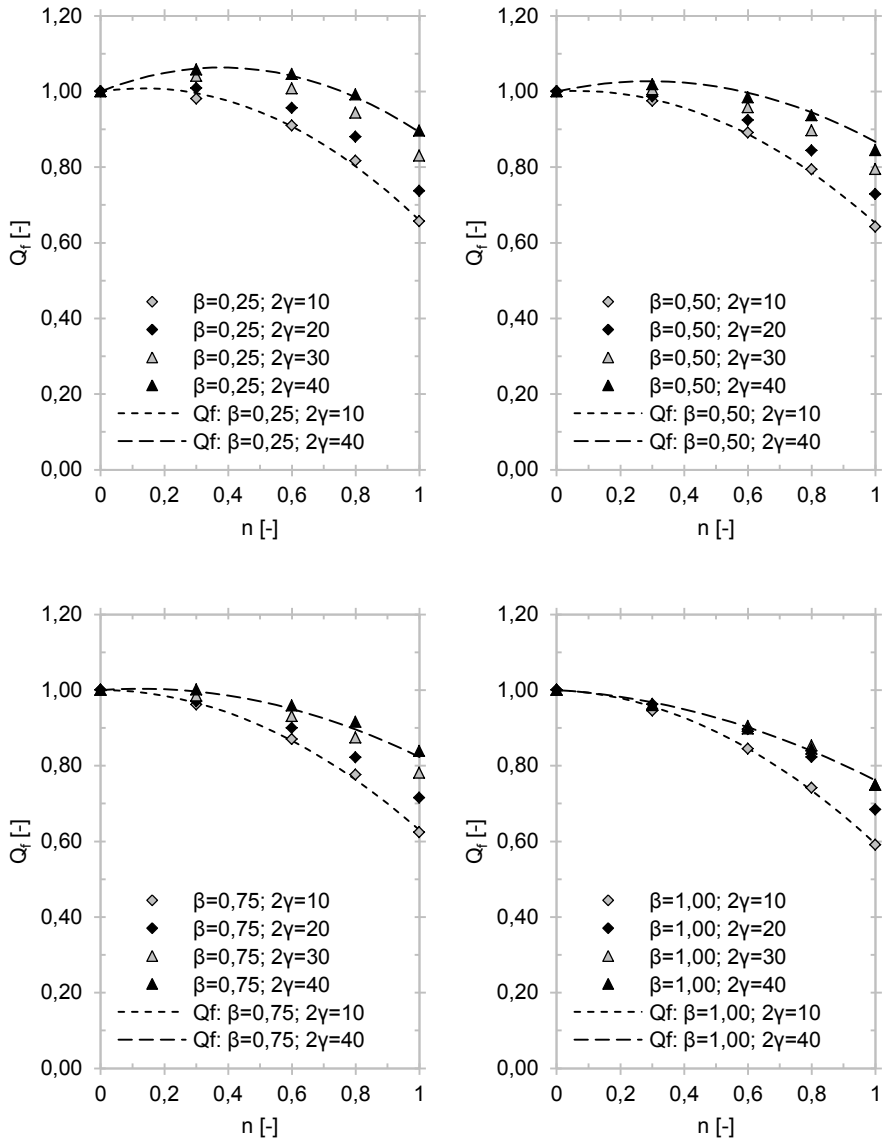 1,20
1,00
0,80
0,60
0,40
0,20
0,00
Qf [-]
β=0,25; 2γ=10
β=0,25; 2γ=20
β=0,25; 2γ=30
β=0,25; 2γ=40
Qf: β=0,25; 2γ=10
Qf: β=0,25; 2γ=40
0 0,2 0,4 0,6 0,8 1
n [-]
1,20
1,00
0,80
0,60
0,40
0,20
0,00
Qf [-]
β=0,50; 2γ=10
β=0,50; 2γ=20
β=0,50; 2γ=30
β=0,50; 2γ=40
Qf: β=0,50; 2γ=10
Qf: β=0,50; 2γ=40
0 0,2 0,4 0,6 0,8 1
n [-]
1,20
1,00
0,80
0,60
0,40
0,20
0,00
Qf [-]
β=0,75; 2γ=10
β=0,75; 2γ=20
β=0,75; 2γ=30
β=0,75; 2γ=40
Qf: β=0,75; 2γ=10
Qf: β=0,75; 2γ=40
0 0,2 0,4 0,6 0,8 1
n [-]
1,20
1,00
0,80
0,60
0,40
0,20
0,00
Qf [-]
β=1,00; 2γ=10
β=1,00; 2γ=20
β=1,00; 2γ=30
β=1,00; 2γ=40
Qf: β=1,00; 2γ=10
Qf: β=1,00; 2γ=40
0 0,2 0,4 0,6 0,8 1
n [-]